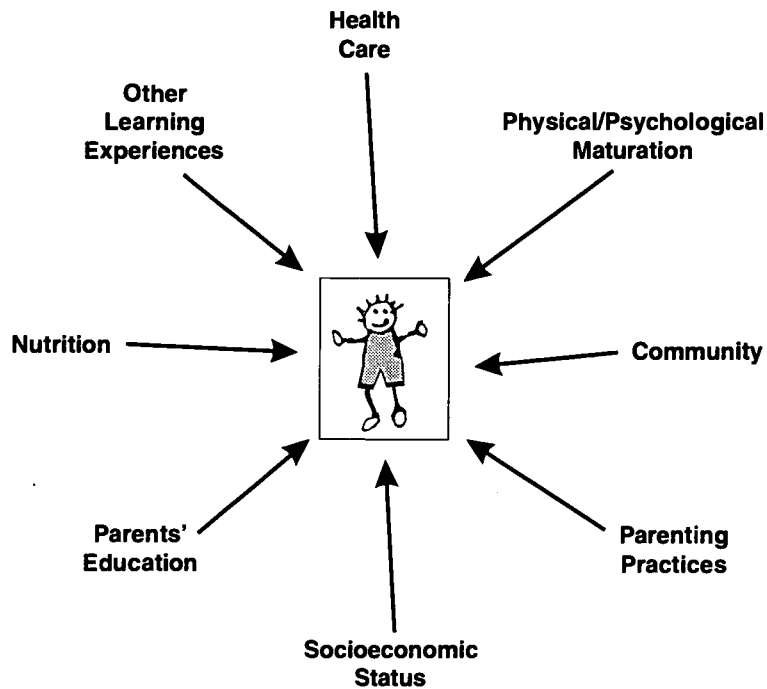 Health
Care
Other
Learning
Experiences
Physical/Psychological
Maturation
Nutrition
Community
Parents'
Education
Parenting
Practices
Socioeconomic
Status